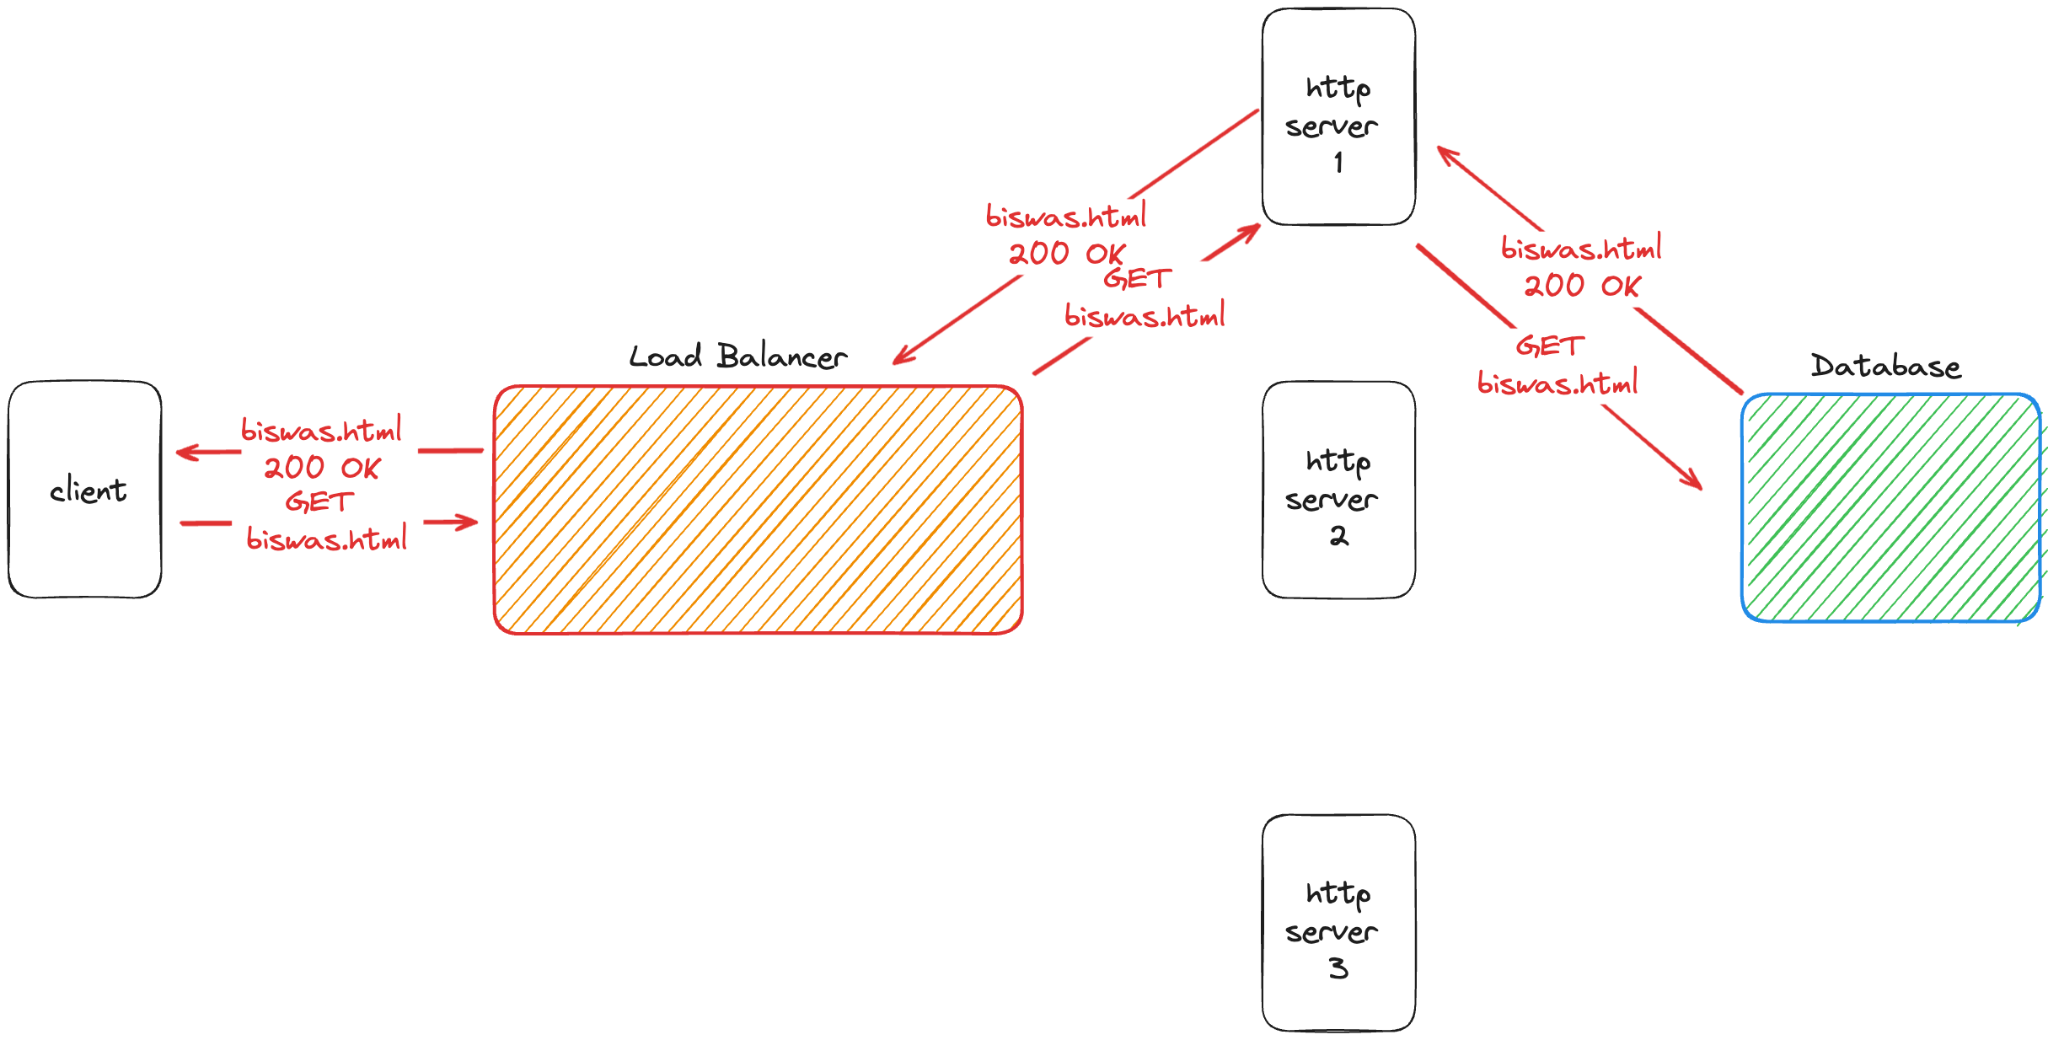 http
server
1
biswas.html
200 OK
GET
biswas.html
biswas.html
200 OK
GET
biswas.html
Load Balancer
Database
client
biswas.html
200 OK
GET
biswas.html
http
server
2
http
server
3